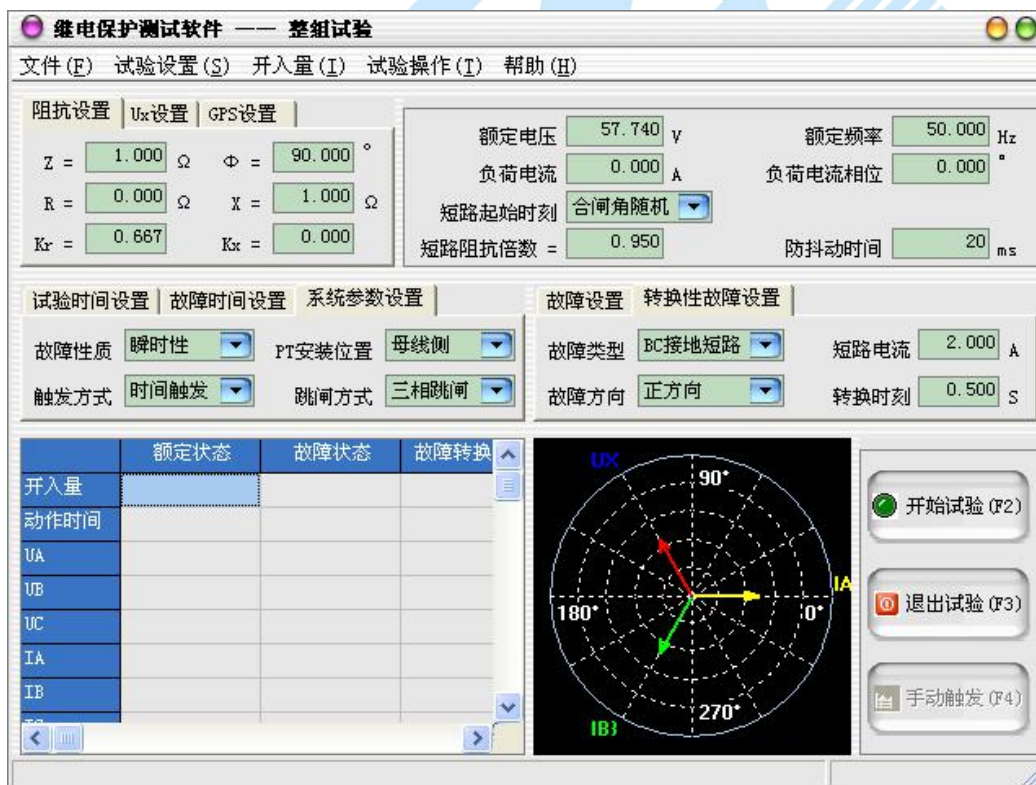 继电保护测试软件 —— 整组试验
文件(F) 试验设置(S) 开入量(I) 试验操作(T) 帮助(H)
阻抗设置 Ux设置 GPS设置
Z = 1.000 Ω Φ = 90.000 °
R = 0.000 Ω X = 1.000 Ω
Kr = 0.667 Kx = 0.000
额定电压 57.740 V 额定频率 50.000 Hz
负荷电流 0.000 A 负荷电流相位 0.000 °
短路起始时刻 合闸角随机
短路阻抗倍数 = 0.950 防抖动时间 20 ms
试验时间设置 故障时间设置 系统参数设置
故障性质 瞬时性 PT安装位置 母线侧
触发方式 时间触发 跳闸方式 三相跳闸
故障设置 转换性故障设置
故障类型 BC接地短路 短路电流 2.000 A
故障方向 正方向 转换时刻 0.500 S
额定状态 故障状态 故障转换
开入量
动作时间
UA
UB
UC
IA
IB
UX
90°
IA
180° 0°
270°
开始试验(F2)
退出试验(F3)
手动触发(F4)